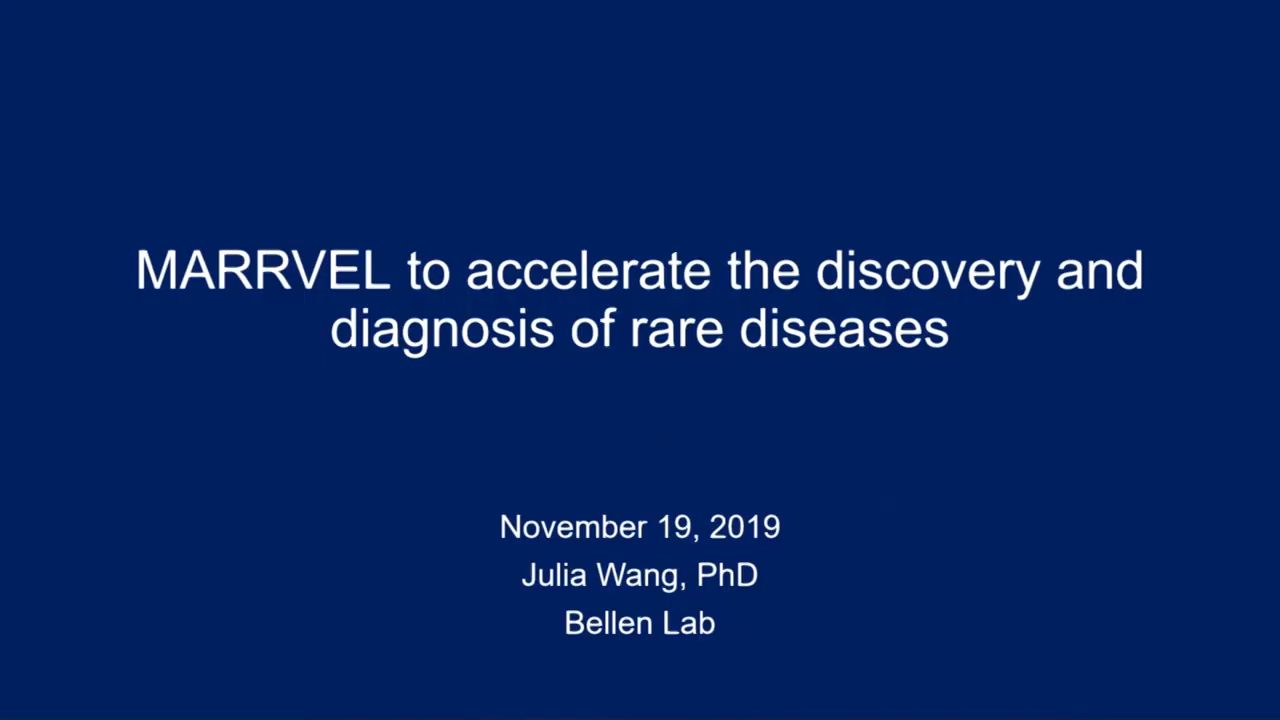 MARRVEL to accelerate the discovery and
diagnosis of rare diseases
November 19, 2019
Julia Wang, PhD
Bellen Lab